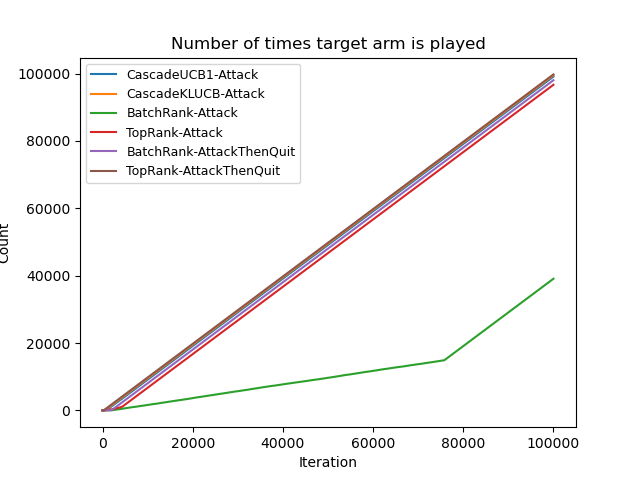 Number of times target arm is played
100000
80000
60000
40000
20000
0
Count
CascadeUCB1-Attack
CascadeKLUCB-Attack
BatchRank-Attack
TopRank-Attack
BatchRank-AttackThenQuit
TopRank-AttackThenQuit
0 20000 40000 60000 80000 100000
Iteration